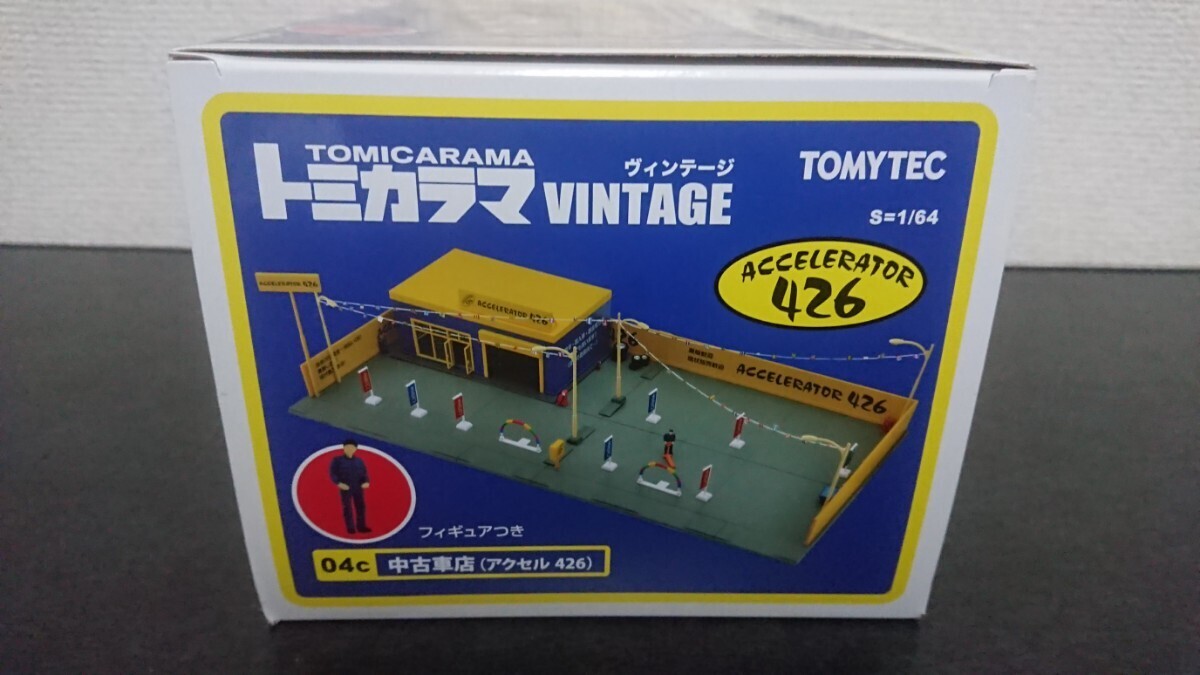 TOMICARAMA
トミカラマ
ヴィンテージ
VINTAGE
TOMYTEC
S=1/64
ACCELERATOR
426
ACCELERATOR 426
ACCELERATOR 426
ACCELERATOR 426
フィギュアつき
04c 中古車店(アクセル 426)